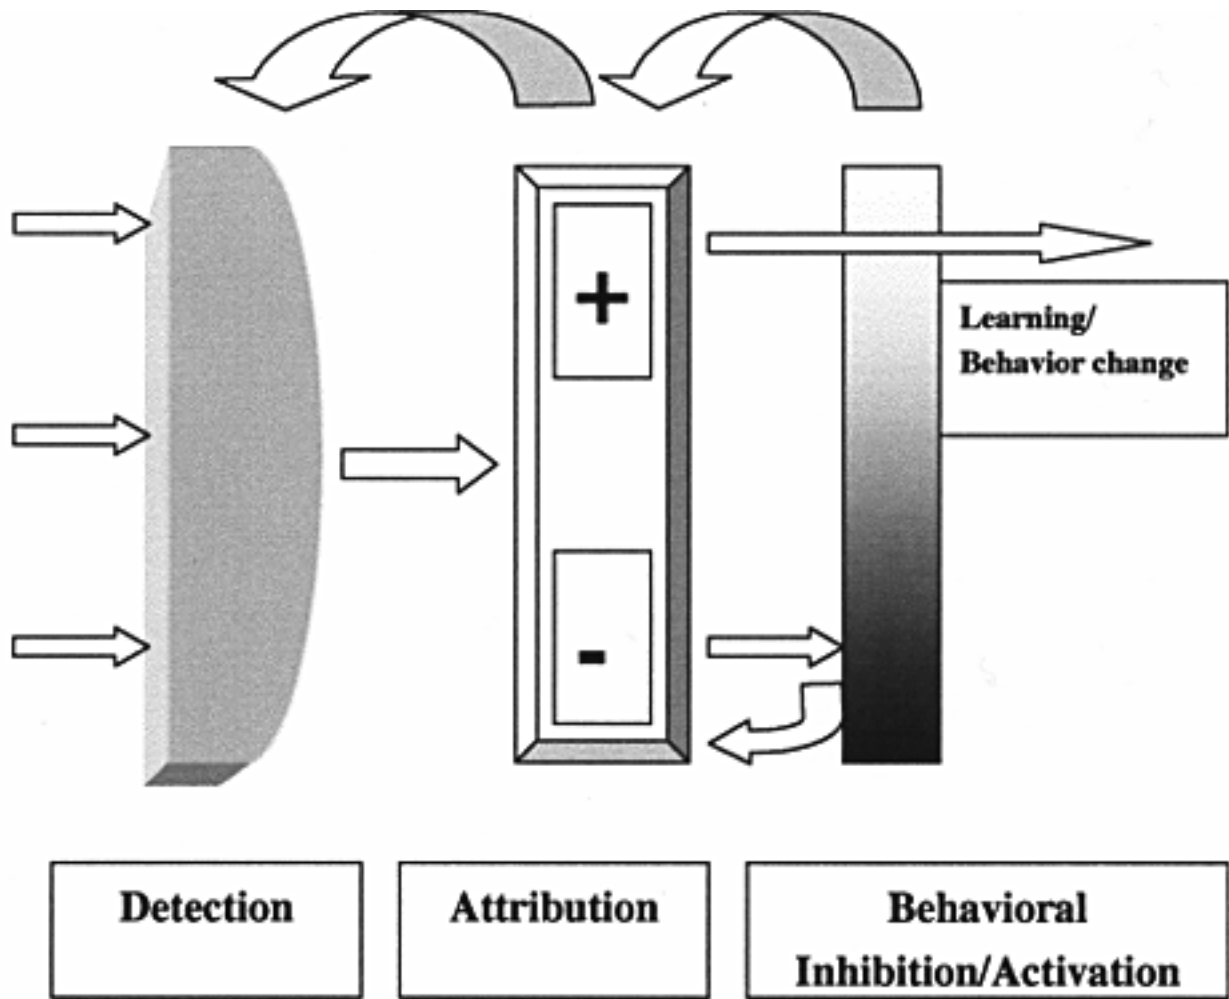 +
Learning/
Behavior change
-
Detection
Attribution
Behavioral
Inhibition/Activation